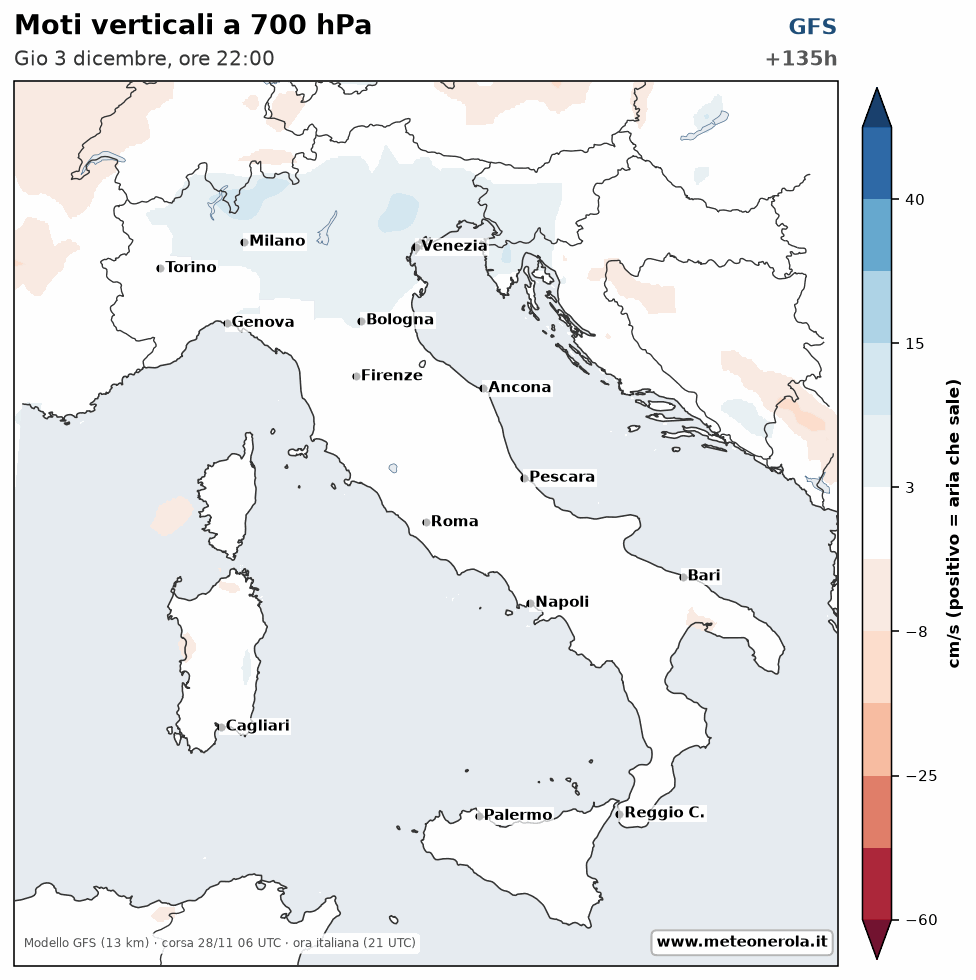 Moti verticali a 700 hPa
GFS
Gio 3 dicembre, ore 22:00
+135h
Milano
Venezia
Torino
Genova
Bologna
Firenze
Ancona
Pescara
Roma
Bari
Napoli
Cagliari
Palermo
Reggio C.
40
15
3
−8
−25
−60
cm/s (positivo = aria che sale)
Modello GFS (13 km) · corsa 28/11 06 UTC · ora italiana (21 UTC)
www.meteonerola.it